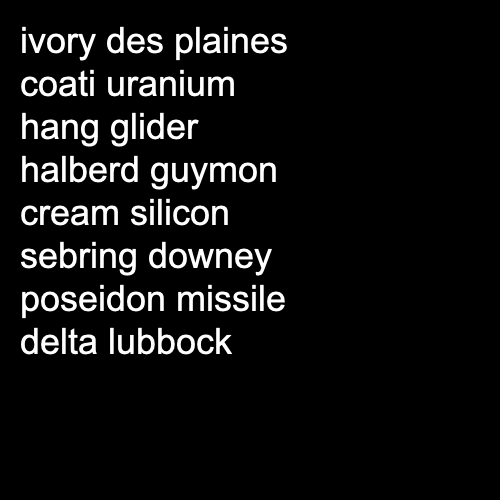 ivory des plaines
coati uranium
hang glider
halberd guymon
cream silicon
sebring downey
poseidon missile
delta lubbock